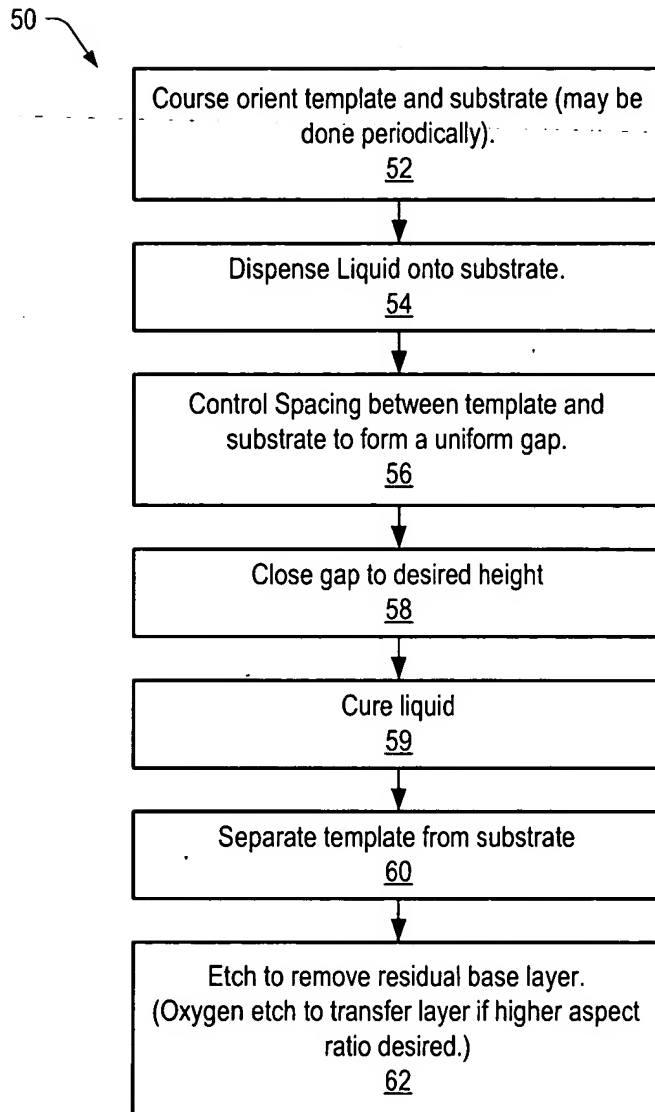 50
Course orient template and substrate (may be
done periodically).
52
Dispense Liquid onto substrate.
54
Control Spacing between template and
substrate to form a uniform gap.
56
Close gap to desired height
58
Cure liquid
59
Separate template from substrate
60
Etch to remove residual base layer.
(Oxygen etch to transfer layer if higher aspect
ratio desired.)
62